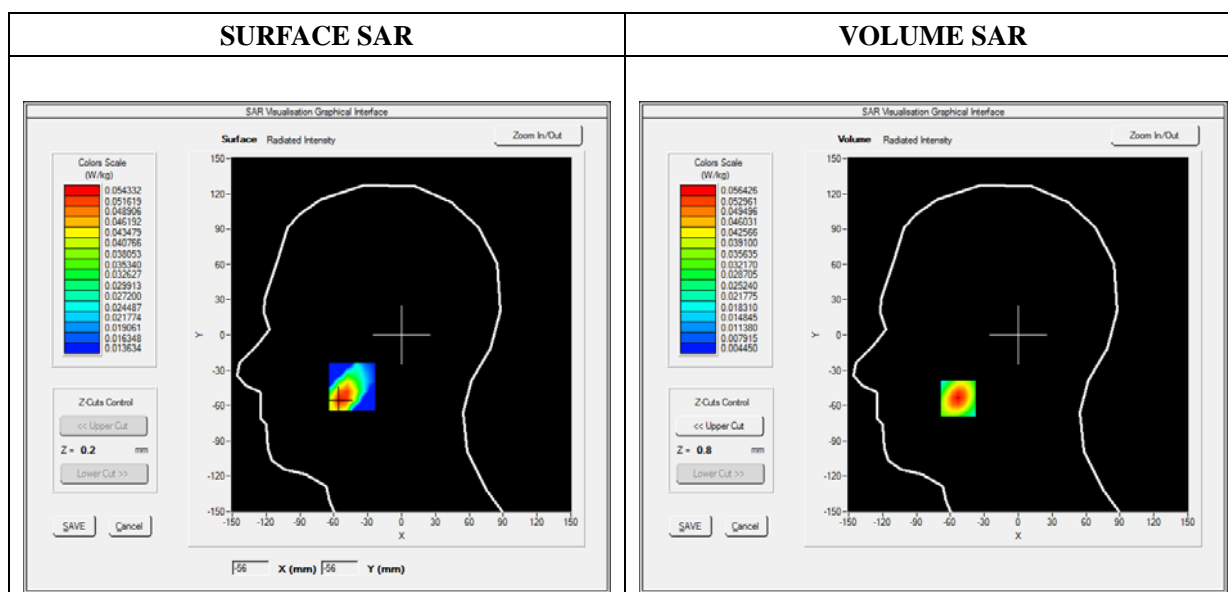 SURFACE SAR
VOLUME SAR
SAR Visualisation Graphical Interface
Surface Radiated Intensity
Zoom In/Out
Colors Scale
(W/kg)
0.054332
0.051619
0.048906
0.046192
0.043479
0.040766
0.038053
0.035340
0.032627
0.029913
0.027200
0.024487
0.021774
0.019061
0.016348
0.013634
150
120
90
60
30
0
-30
-60
-90
-120
-150
Y
-150 -120 -90 -60 -30 0 30 60 90 120 150
X
Z-Cuts Control
<< Upper Cut
Z = 0.2 mm
Lower Cut >>
SAVE Cancel
-56 X (mm) -56 Y (mm)
SAR Visualisation Graphical Interface
Volume Radiated Intensity
Zoom In/Out
Colors Scale
(W/kg)
0.056426
0.052961
0.049496
0.046031
0.042566
0.039100
0.035635
0.032170
0.028705
0.025240
0.021775
0.018310
0.014845
0.011380
0.007915
0.004450
150
120
90
60
30
0
-30
-60
-90
-120
-150
Y
-150 -120 -90 -60 -30 0 30 60 90 120 150
X
Z-Cuts Control
<< Upper Cut
Z = 0.8 mm
Lower Cut >>
SAVE Cancel